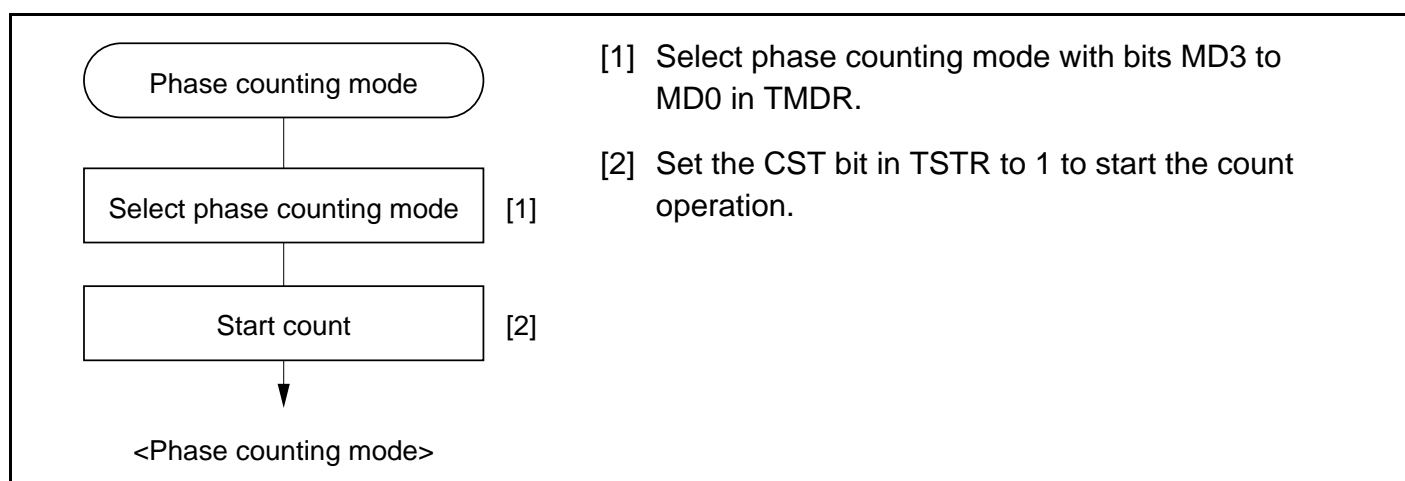 Phase counting mode
Select phase counting mode [1]
Start count [2]
<Phase counting mode>
[1] Select phase counting mode with bits MD3 to
MD0 in TMDR.
[2] Set the CST bit in TSTR to 1 to start the count
operation.